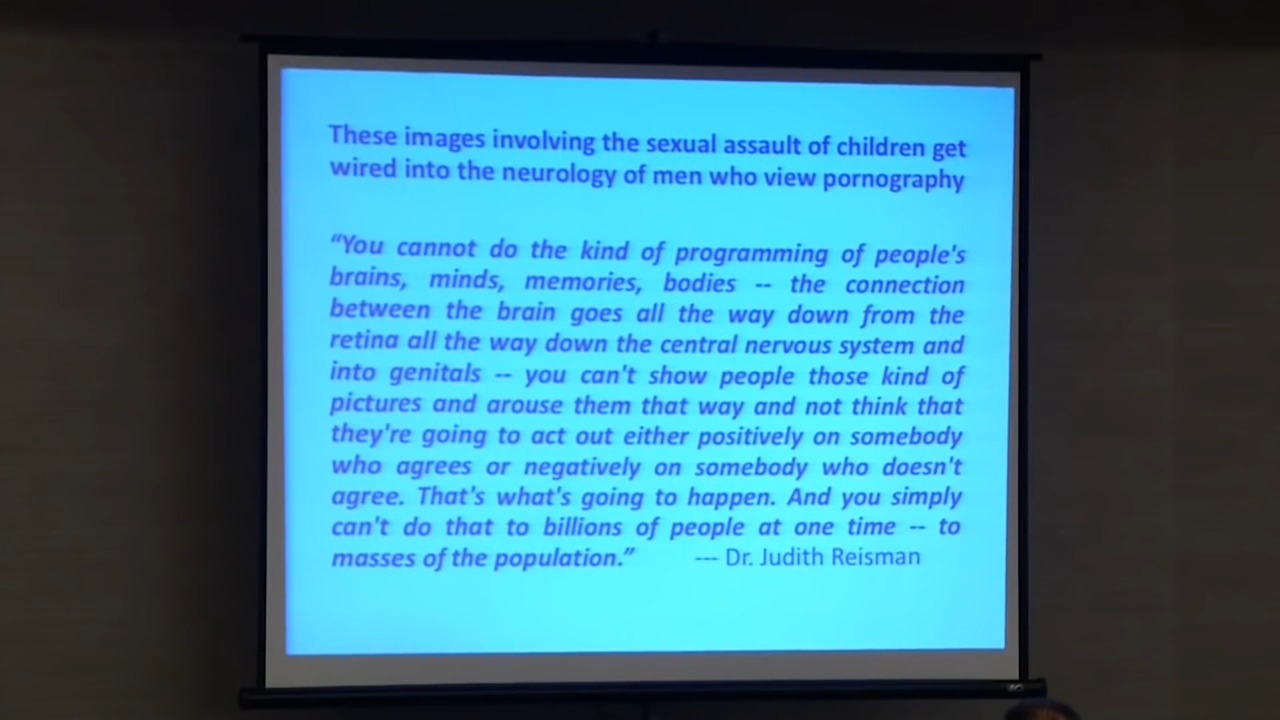 These images involving the sexual assault of children get
wired into the neurology of men who view pornography
“You cannot do the kind of programming of people's
brains, minds, memories, bodies -- the connection
between the brain goes all the way down from the
retina all the way down the central nervous system and
into genitals -- you can't show people those kind of
pictures and arouse them that way and not think that
they're going to act out either positively on somebody
who agrees or negatively on somebody who doesn't
agree. That's what's going to happen. And you simply
can't do that to billions of people at one time -- to
masses of the population.” --- Dr. Judith Reisman